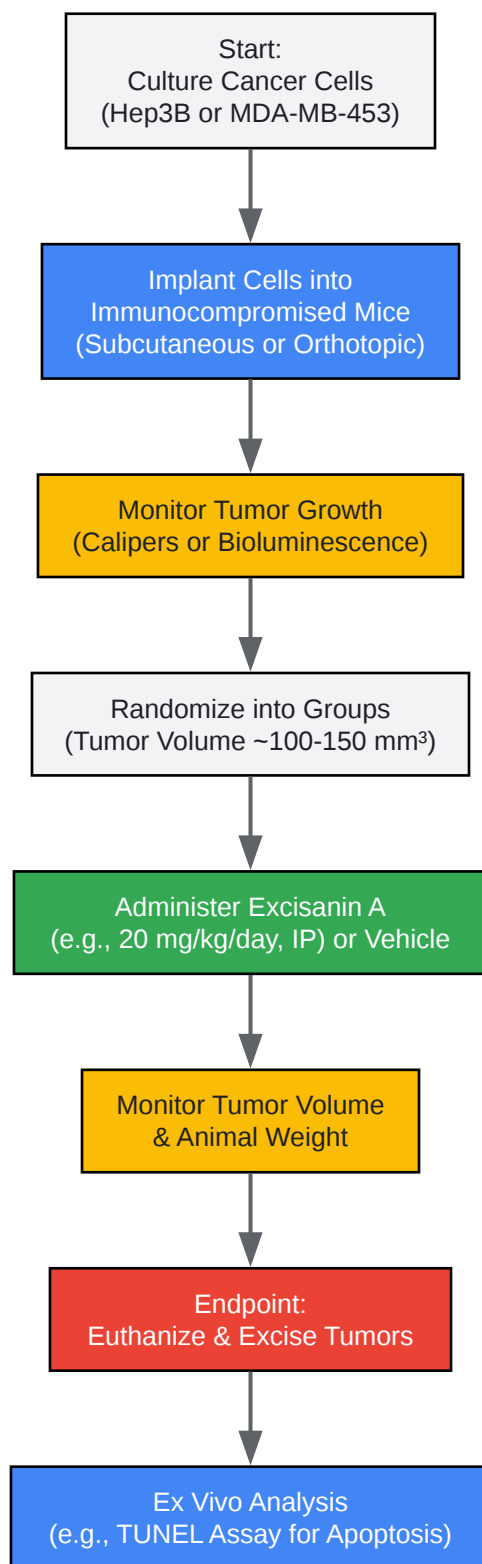 Start:
Culture Cancer Cells
(Hep3B or MDA-MB-453)
Implant Cells into
Immunocompromised Mice
(Subcutaneous or Orthotopic)
Monitor Tumor Growth
(Calipers or Bioluminescence)
Randomize into Groups
(Tumor Volume ~100-150 mm³)
Administer Excisanin A
(e.g., 20 mg/kg/day, IP) or Vehicle
Monitor Tumor Volume
& Animal Weight
Endpoint:
Euthanize & Excise Tumors
Ex Vivo Analysis
(e.g., TUNEL Assay for Apoptosis)